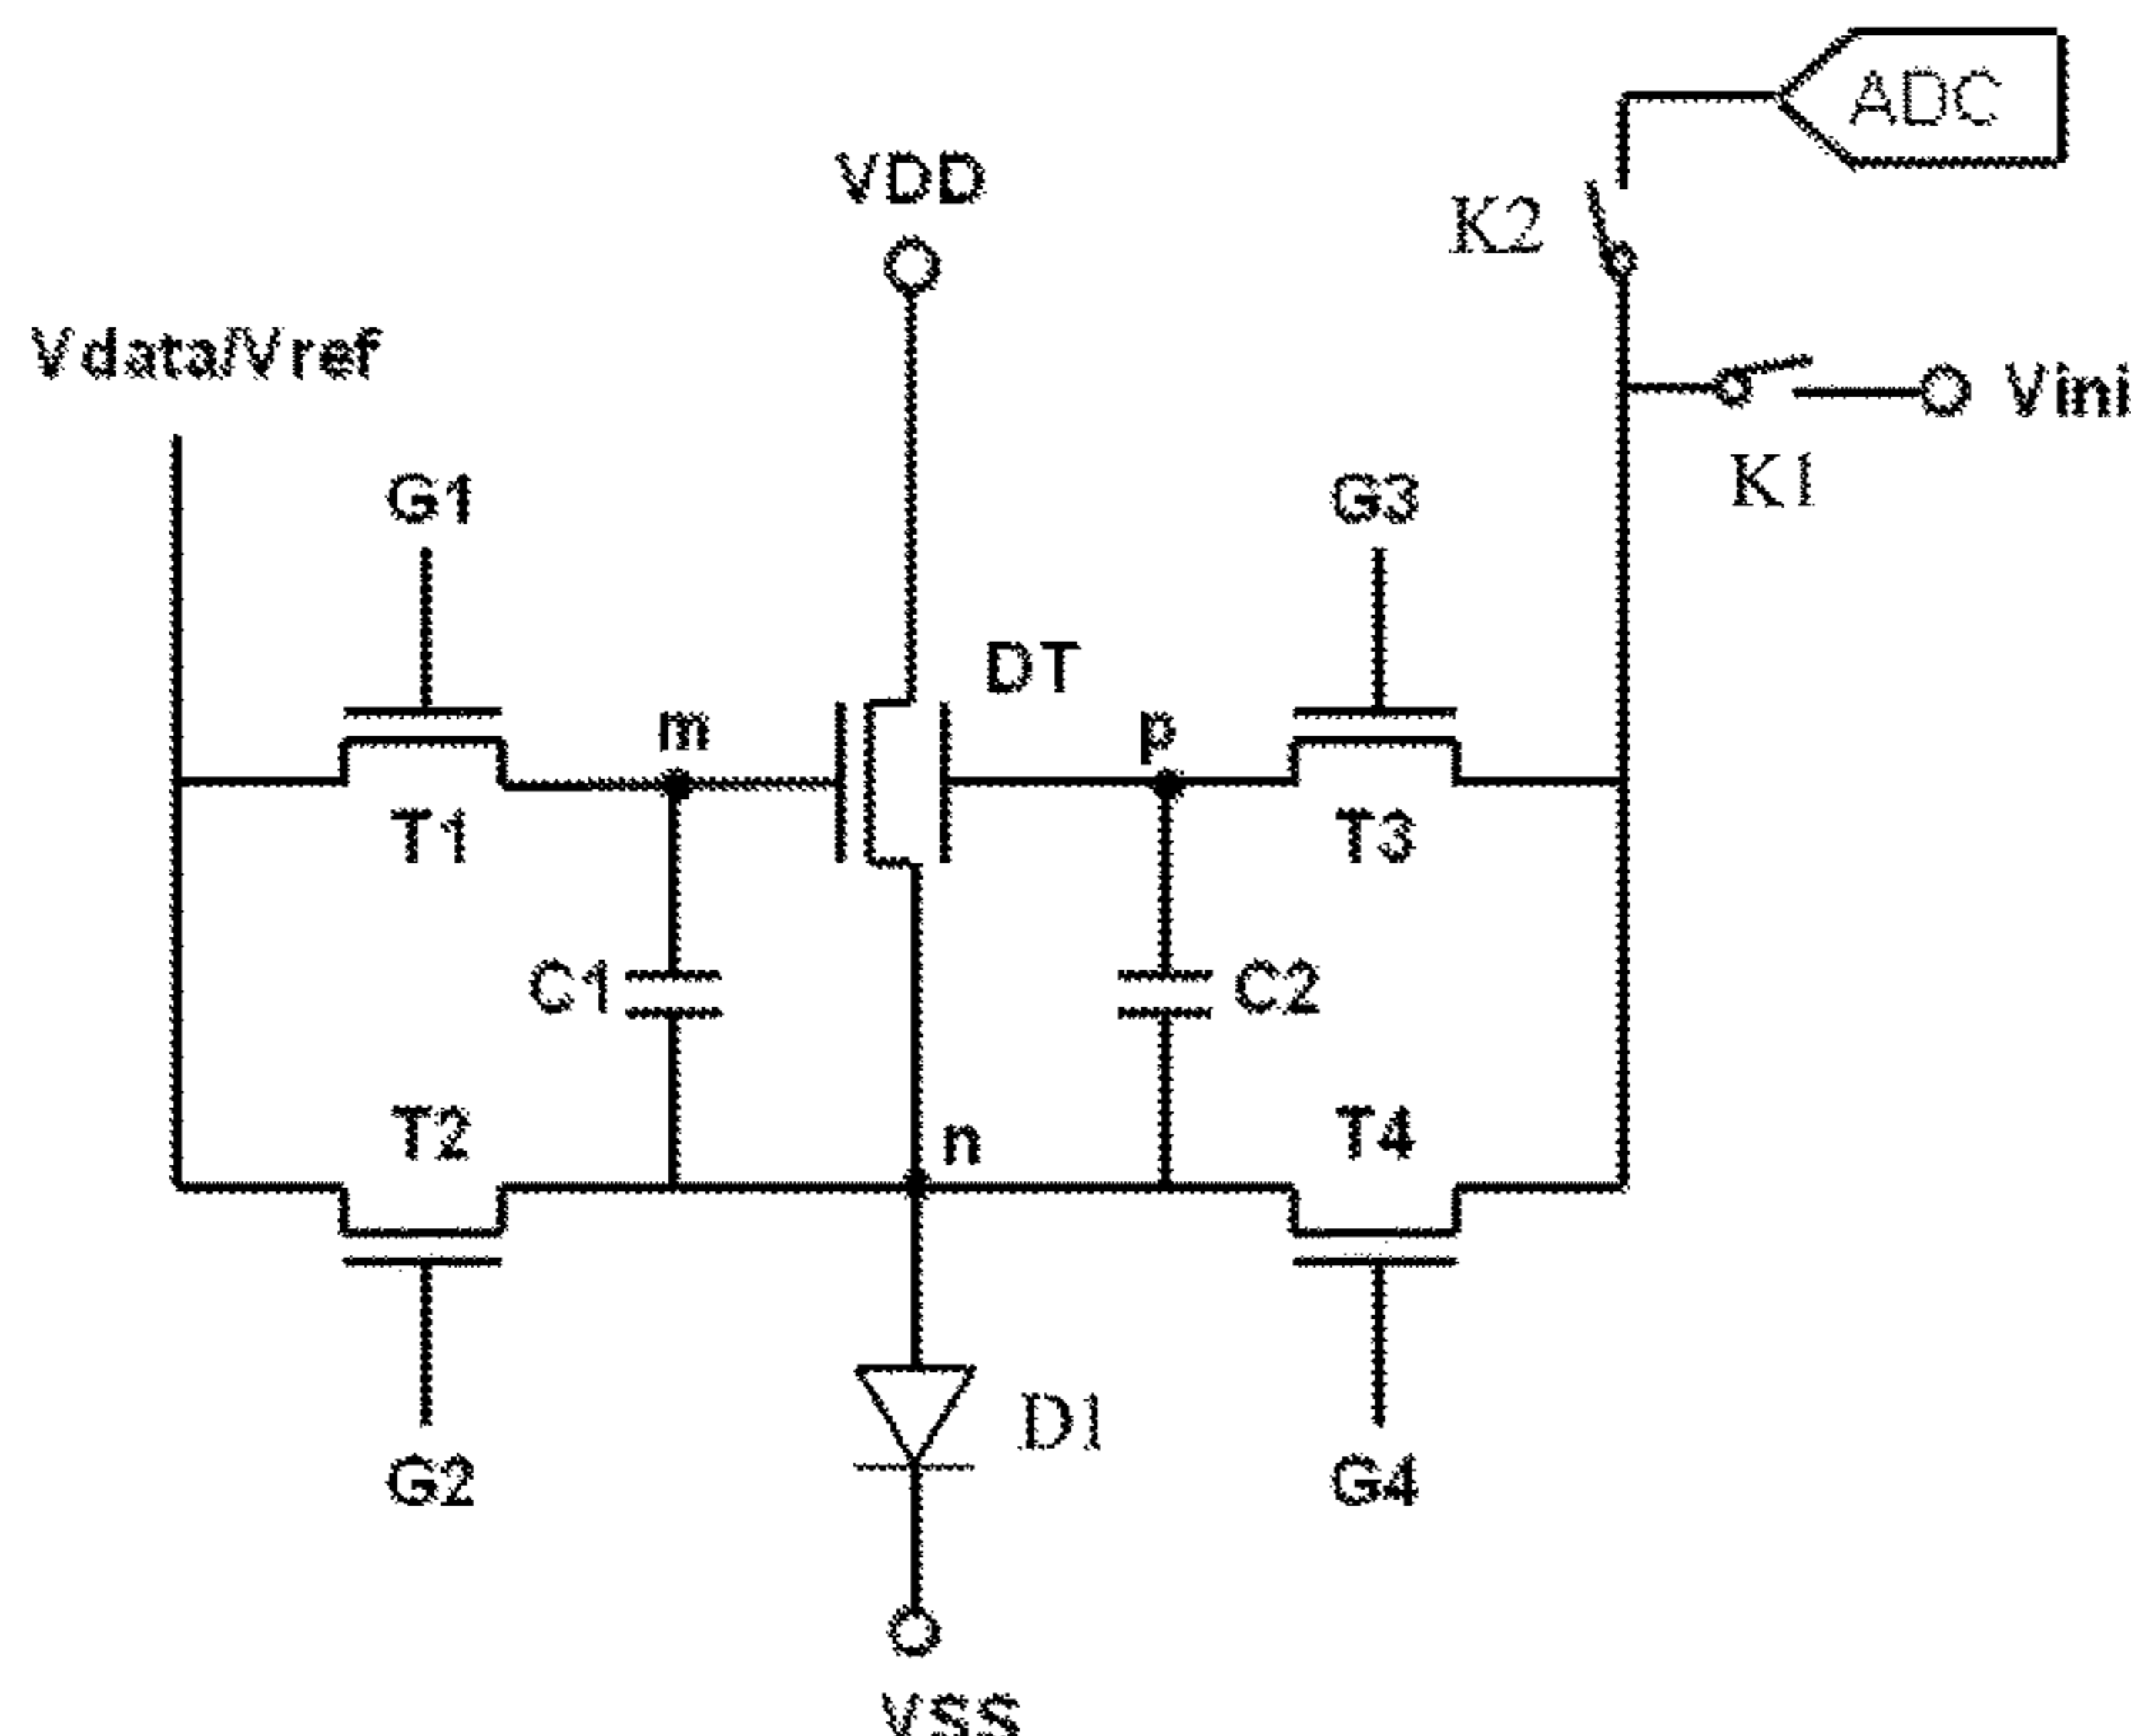 ADC
VDD
K2
Vdata/Vref
Vini
G1
G3
K1
DT
m
p
T1
T3
C1
C2
T2
n
T4
D1
G2
G4
VSS